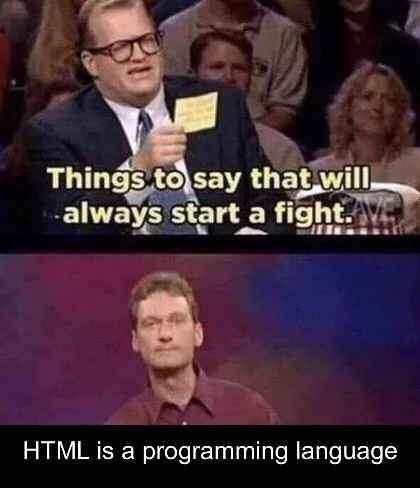 Things to say that will
always start a fight.
HTML is a programming language